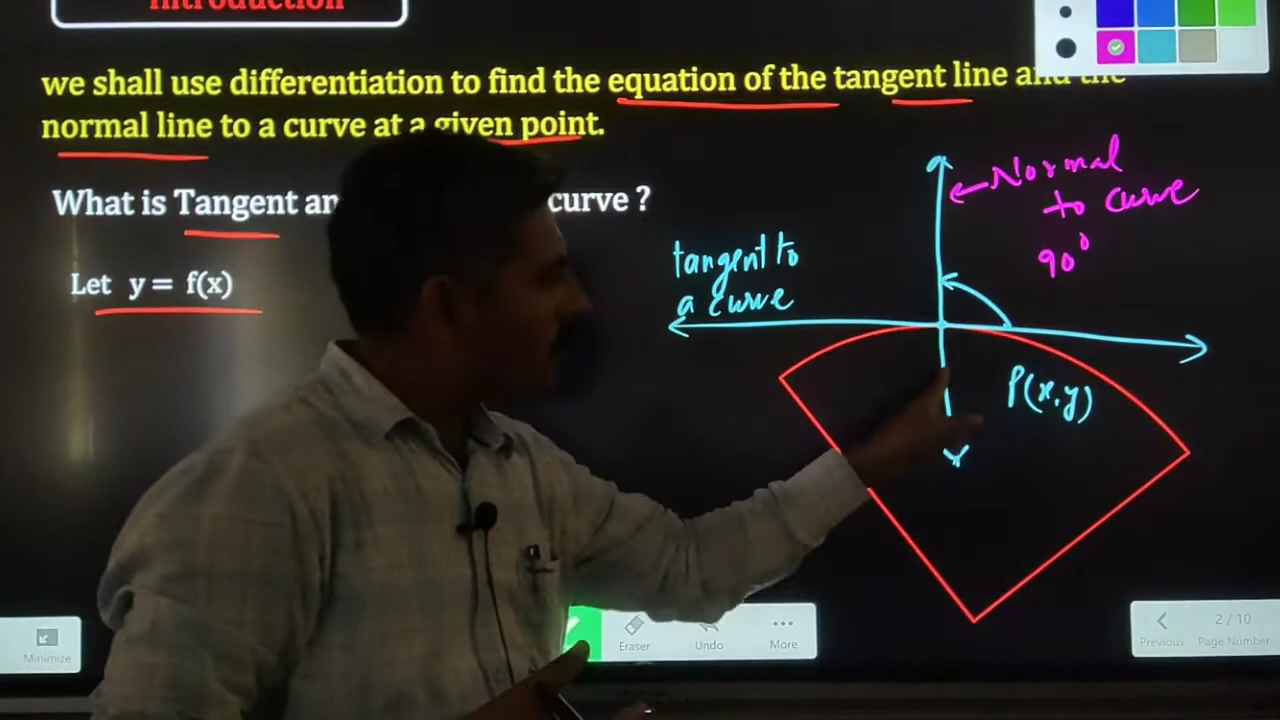 Introduction
we shall use differentiation to find the equation of the tangent line and the
normal line to a curve at a given point.
What is Tangent an curve ?
Let y = f(x)
Normal
to curve
90°
tangent to
a curve
P(x,y)
Minimize
Eraser
Undo
More
2 / 10
Previous Page Number